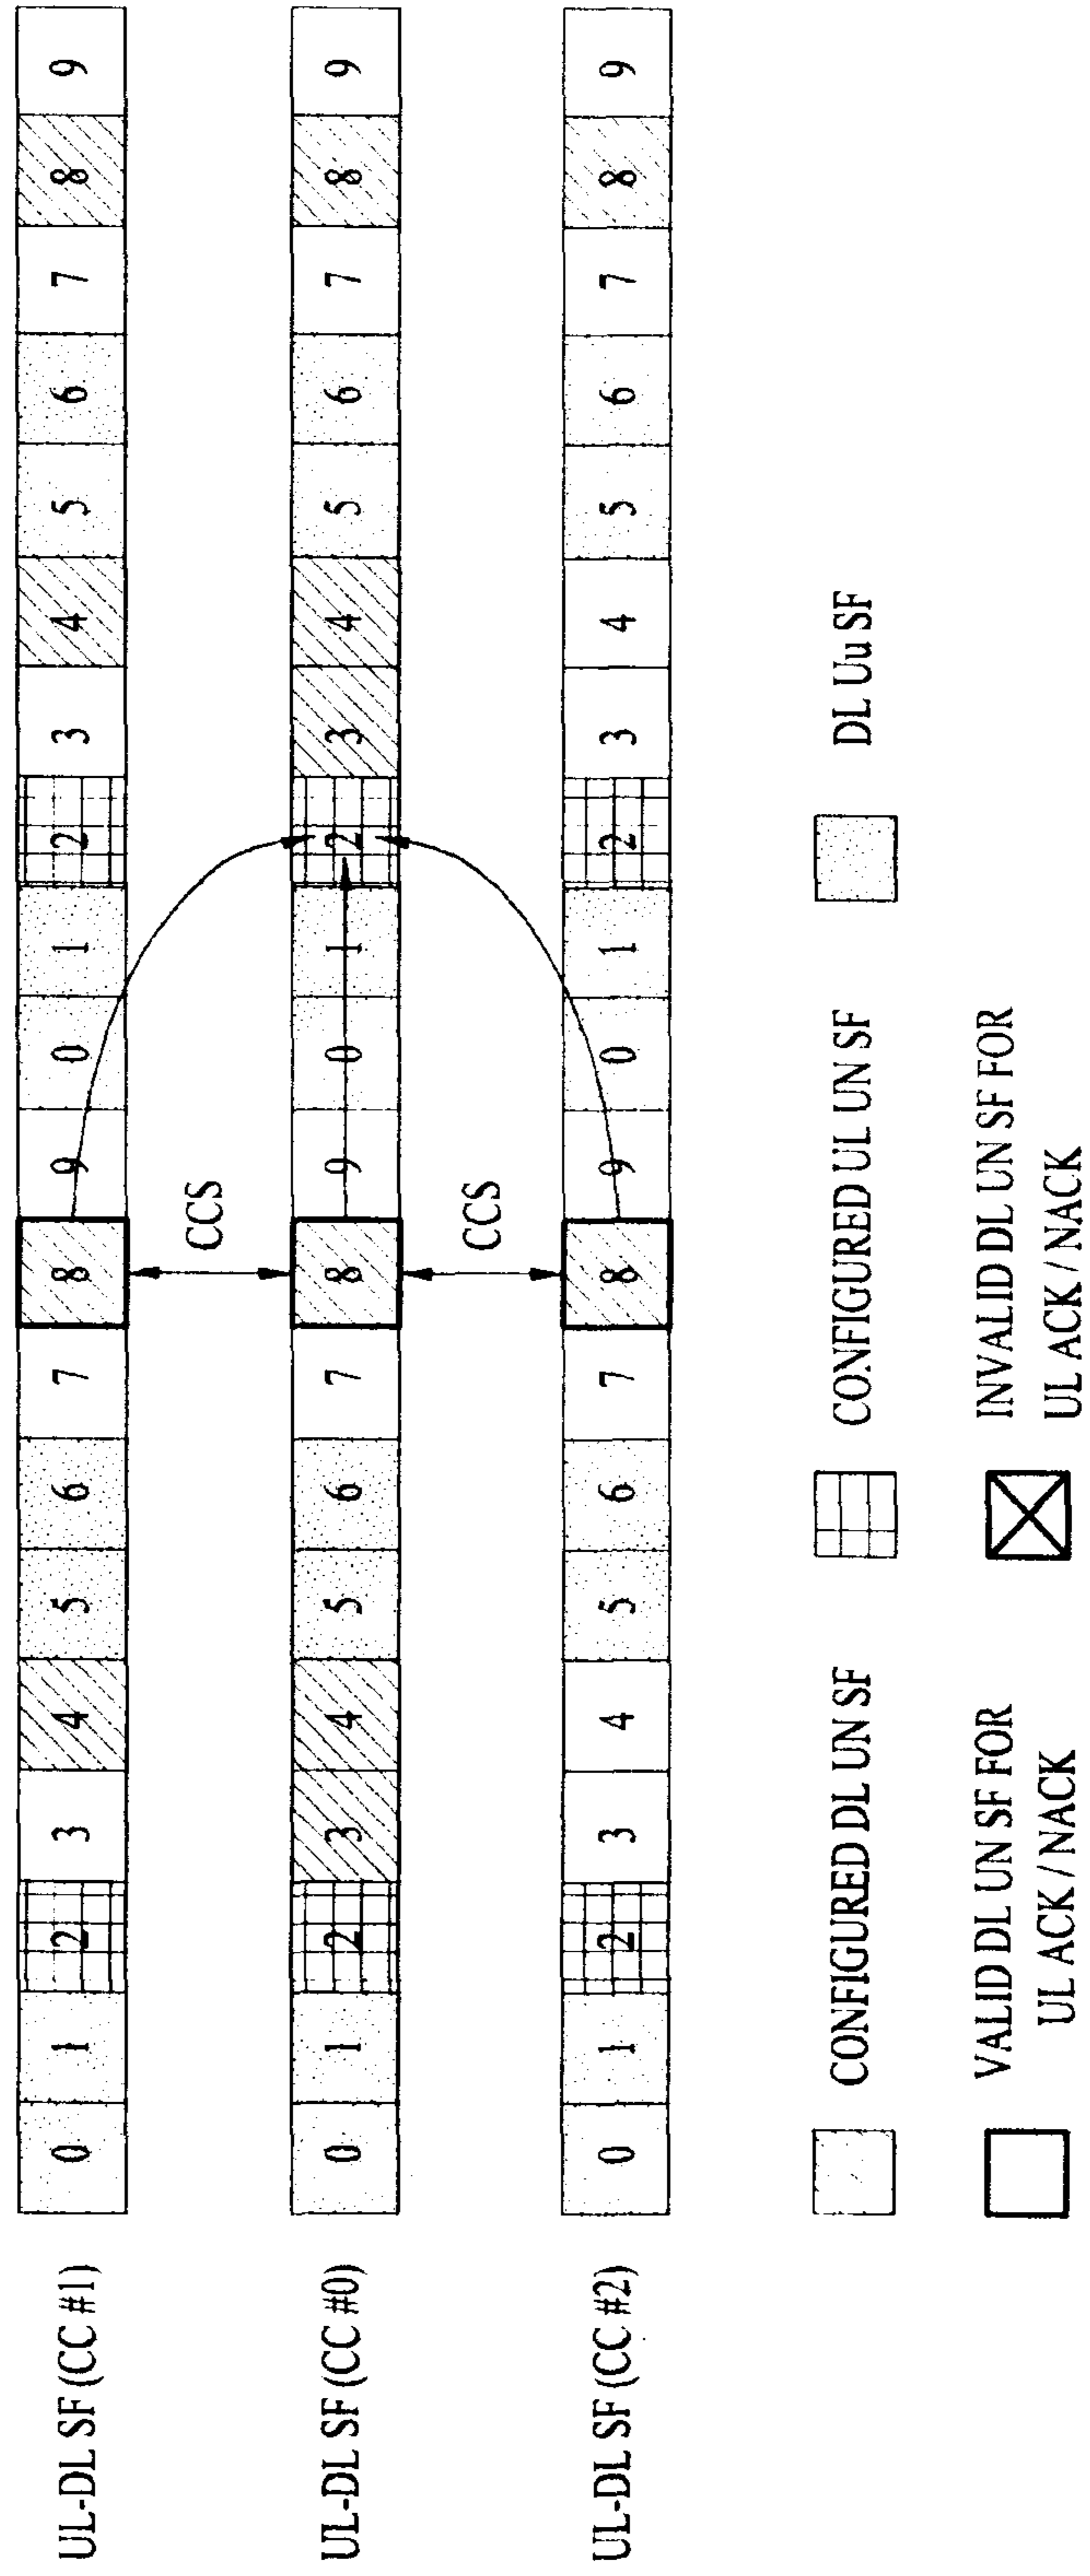 UL-DL SF (CC #1)
0 1 2 3 4 5 6 7 8 9 0 1 2 3 4 5 6 7 8 9
CCS
UL-DL SF (CC #0)
0 1 2 3 4 5 6 7 8 9 0 1 2 3 4 5 6 7 8 9
CCS
UL-DL SF (CC #2)
0 1 2 3 4 5 6 7 8 9 0 1 2 3 4 5 6 7 8 9
CONFIGURED DL UN SF
CONFIGURED UL UN SF
DL Uu SF
VALID DL UN SF FOR
UL ACK / NACK
INVALID DL UN SF FOR
UL ACK / NACK